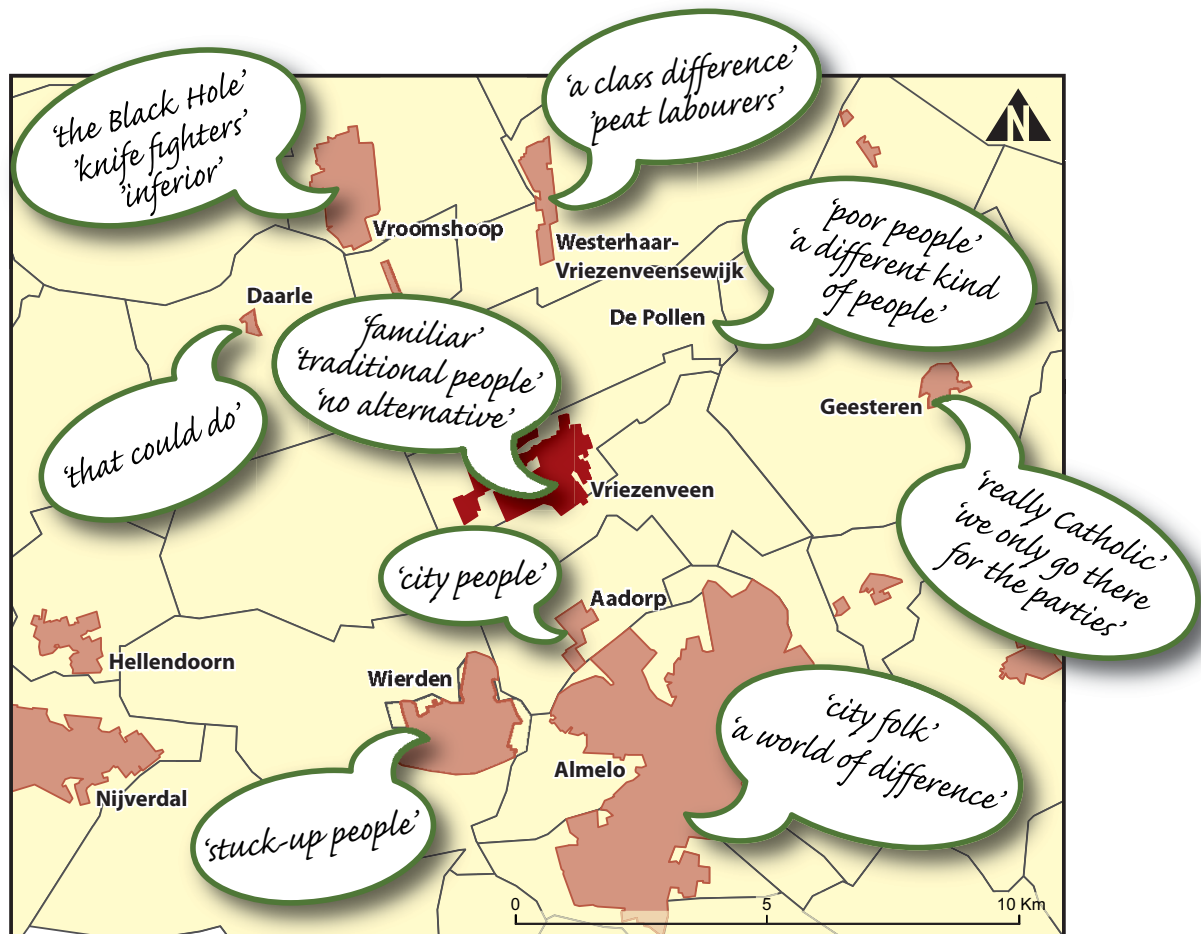 ‘the Black Hole’
’knife fighters’
’inferior’
‘a class difference’
’peat labourers’
N
Vroomshoop
Westerhaar-
Vriezenveensewijk
‘poor people’
‘a different kind
of people’
Daarle
De Pollen
‘familiar’
‘traditional people’
‘no alternative’
Geesteren
‘that could do’
Vriezenveen
‘really Catholic’
‘we only go there
for the parties’
‘city people’
Aadorp
Hellendoorn
Wierden
‘city folk’
‘a world of difference’
Almelo
Nijverdal
‘stuck-up people’
0 5 10 Km